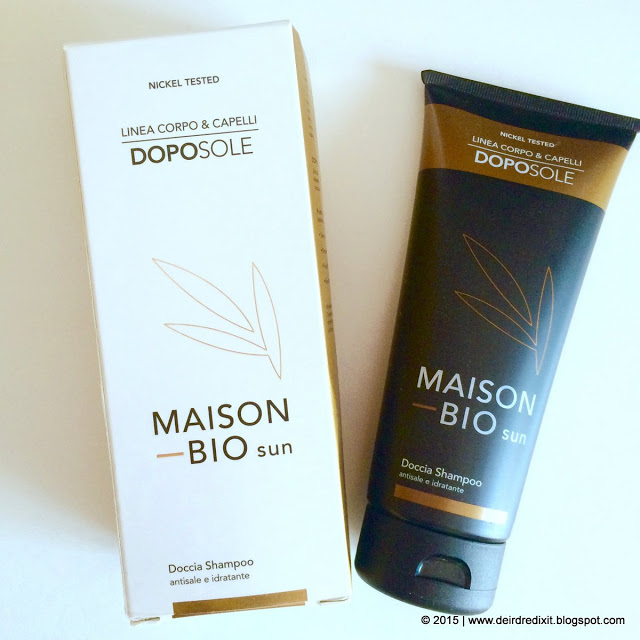 NICKEL TESTED
LINEA CORPO & CAPELLI
DOPOSOLE
MAISON
—BIO sun
Doccia Shampoo
antisale e idratante
NICKEL TESTED
LINEA CORPO & CAPELLI
DOPOSOLE
MAISON
—BIO sun
Doccia Shampoo
antisale e idratante
© 2015 | www.deirdredixit.blogspot.com